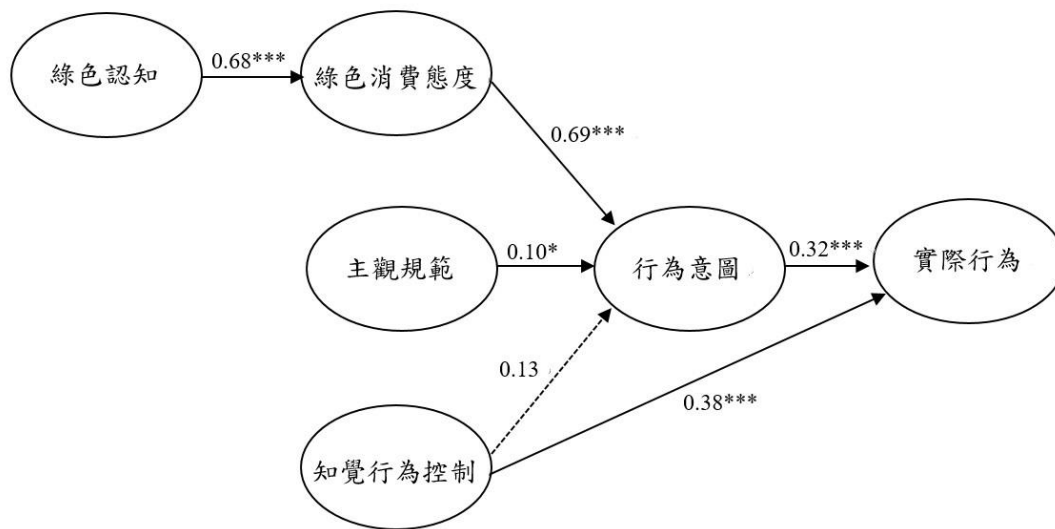 綠色認知
0.68***
綠色消費態度
0.69***
主觀規範
0.10*
行為意圖
0.32***
實際行為
0.13
0.38***
知覺行為控制